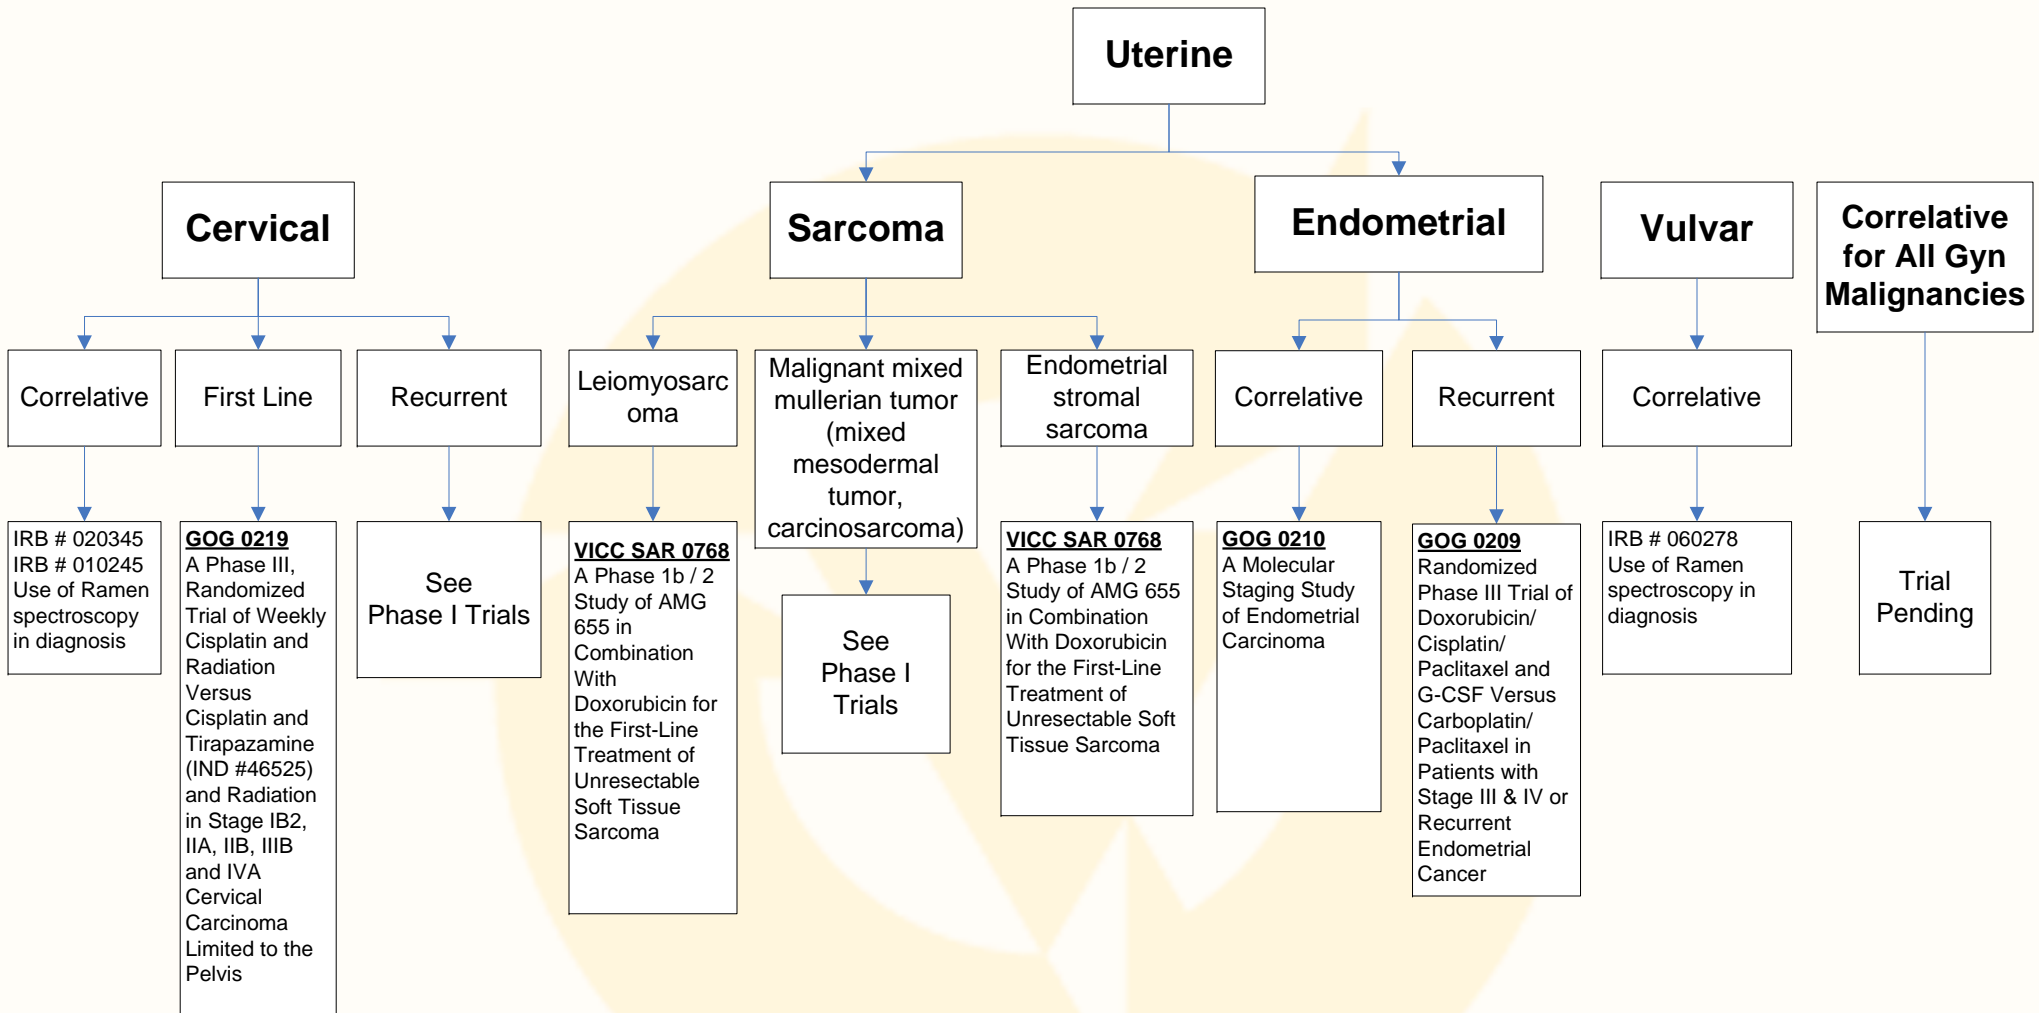 Uterine
Cervical
Sarcoma
Endometrial
Vulvar
Correlative
for All Gyn
Malignancies
Correlative
First Line
Recurrent
Leiomyosarc
oma
Malignant mixed
mullerian tumor
(mixed
mesodermal
tumor,
carcinosarcoma)
Endometrial
stromal
sarcoma
Correlative
Recurrent
Correlative
IRB # 020345
IRB # 010245
Use of Ramen
spectroscopy
in diagnosis
GOG 0219
A Phase III,
Randomized
Trial of Weekly
Cisplatin and
Radiation
Versus
Cisplatin and
Tirapazamine
(IND #46525)
and Radiation
in Stage IB2,
IIA, IIB, IIIB
and IVA
Cervical
Carcinoma
Limited to the
Pelvis
See
Phase I Trials
VICC SAR 0768
A Phase 1b / 2
Study of AMG
655 in
Combination
With
Doxorubicin for
the First-Line
Treatment of
Unresectable
Soft Tissue
Sarcoma
See
Phase I
Trials
VICC SAR 0768
A Phase 1b / 2
Study of AMG 655
in Combination
With Doxorubicin
for the First-Line
Treatment of
Unresectable Soft
Tissue Sarcoma
GOG 0210
A Molecular
Staging Study
of Endometrial
Carcinoma
GOG 0209
Randomized
Phase III Trial of
Doxorubicin/
Cisplatin/
Paclitaxel and
G-CSF Versus
Carboplatin/
Paclitaxel in
Patients with
Stage III & IV or
Recurrent
Endometrial
Cancer
IRB # 060278
Use of Ramen
spectroscopy in
diagnosis
Trial
Pending